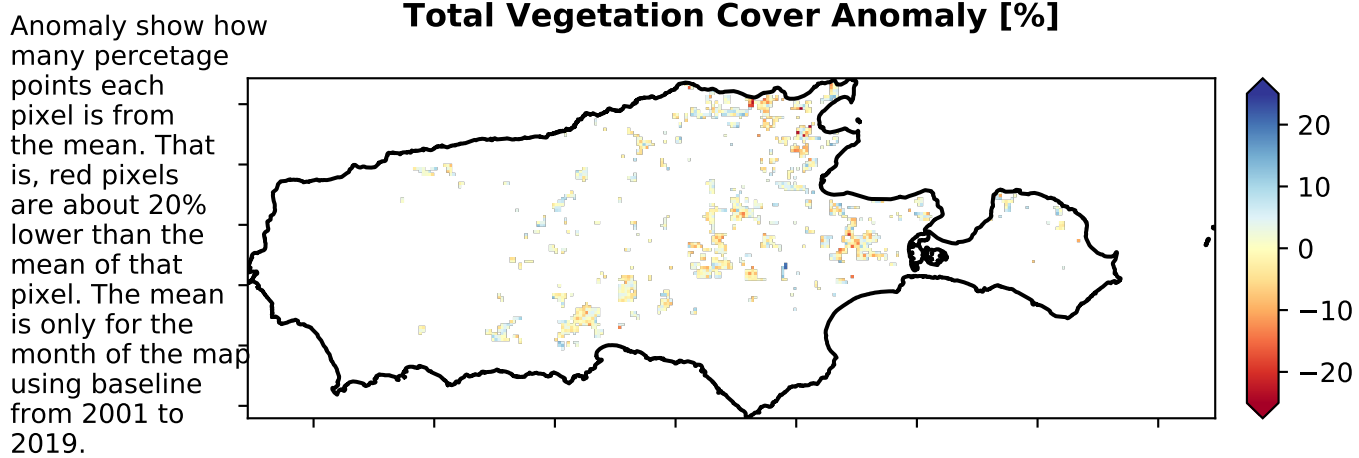 Total Vegetation Cover Anomaly [%]
Anomaly show how
many percetage
points each
pixel is from
the mean. That
is, red pixels
are about 20%
lower than the
mean of that
pixel. The mean
is only for the
month of the map
using baseline
from 2001 to
2019.
20
10
0
−10
−20